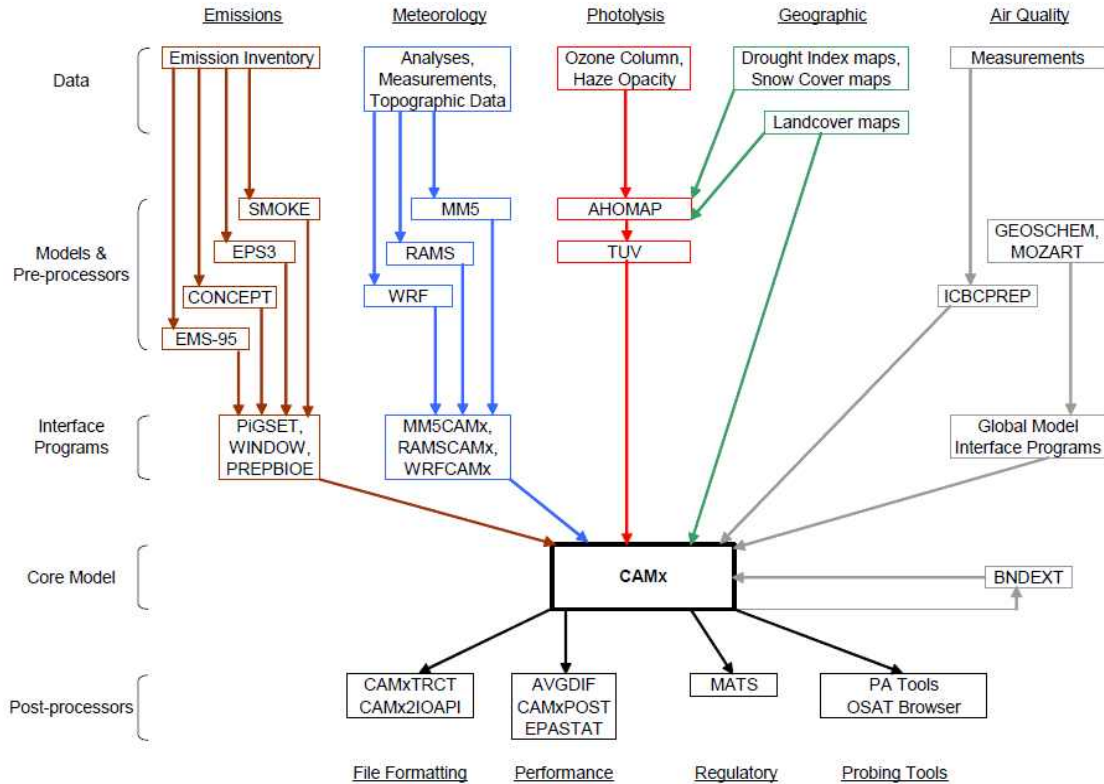 Emissions
Meteorology
Photolysis
Geographic
Air Quality
Data
Emission Inventory
Analyses,
Measurements,
Topographic Data
Ozone Column,
Haze Opacity
Drought Index maps,
Snow Cover maps
Measurements
Landcover maps
Models &
Pre-processors
SMOKE
MM5
AHOMAP
GEOSCHEM,
MOZART
EPS3
RAMS
TUV
CONCEPT
WRF
ICBCPREP
EMS-95
Interface
Programs
PiGSET,
WINDOW,
PREPBIOE
MM5CAMx,
RAMSCAMx,
WRFCAMx
Global Model
Interface Programs
Core Model
CAMx
BNDEXT
Post-processors
CAMxTRCT
CAMx2IOAPI
AVGDIF
CAMxPOST
EPASTAT
MATS
PA Tools
OSAT Browser
File Formatting
Performance
Regulatory
Probing Tools